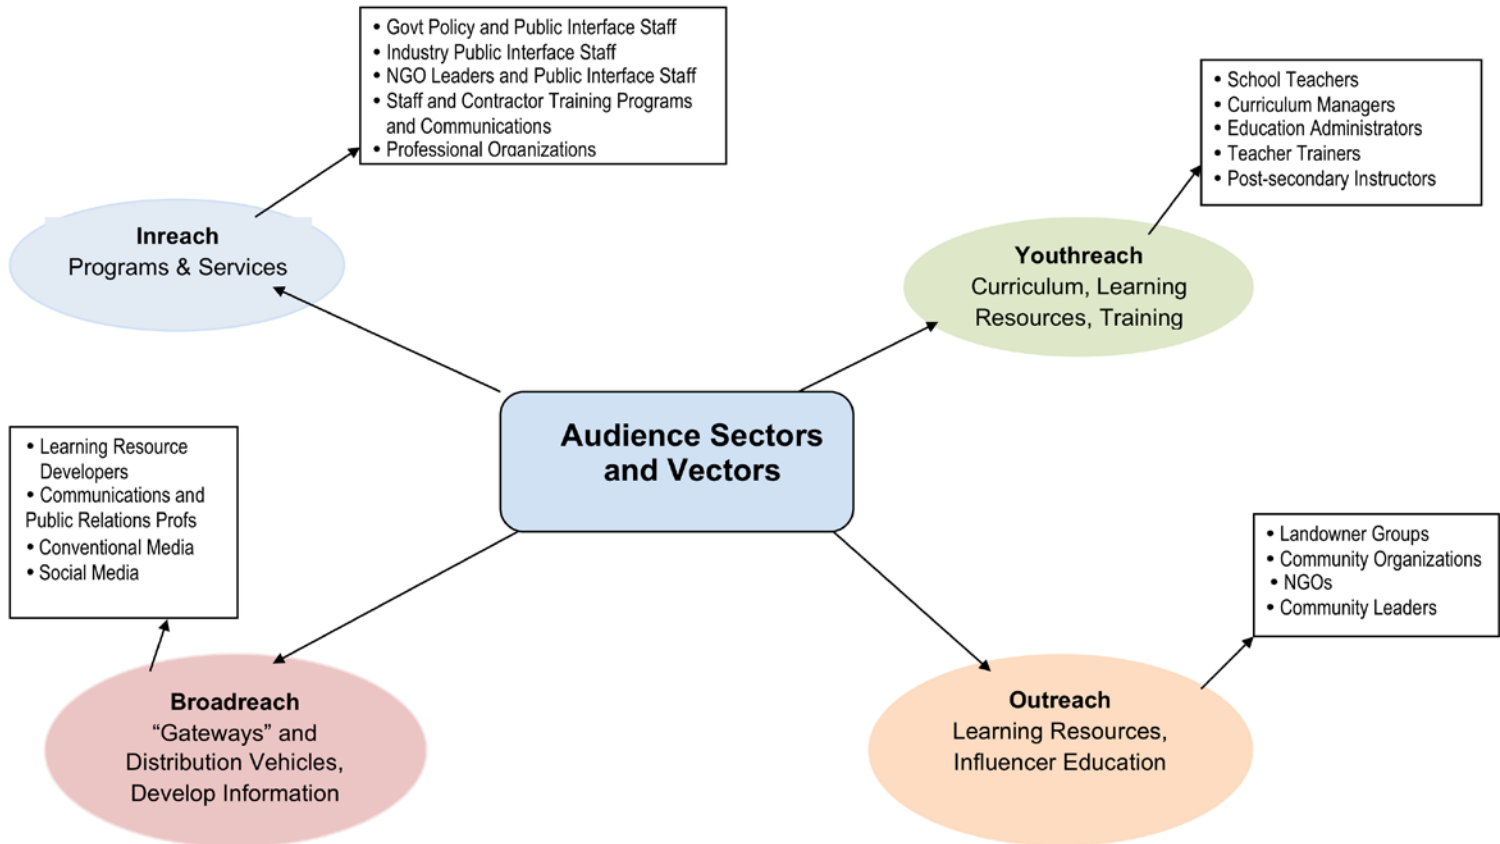 • Govt Policy and Public Interface Staff
• Industry Public Interface Staff
• NGO Leaders and Public Interface Staff
• Staff and Contractor Training Programs
and Communications
• Professional Organizations
• School Teachers
• Curriculum Managers
• Education Administrators
• Teacher Trainers
• Post-secondary Instructors
Inreach
Programs & Services
Youthreach
Curriculum, Learning
Resources, Training
Audience Sectors
and Vectors
• Learning Resource
Developers
• Communications and
Public Relations Profs
• Conventional Media
• Social Media
• Landowner Groups
• Community Organizations
• NGOs
• Community Leaders
Broadreach
“Gateways” and
Distribution Vehicles,
Develop Information
Outreach
Learning Resources,
Influencer Education